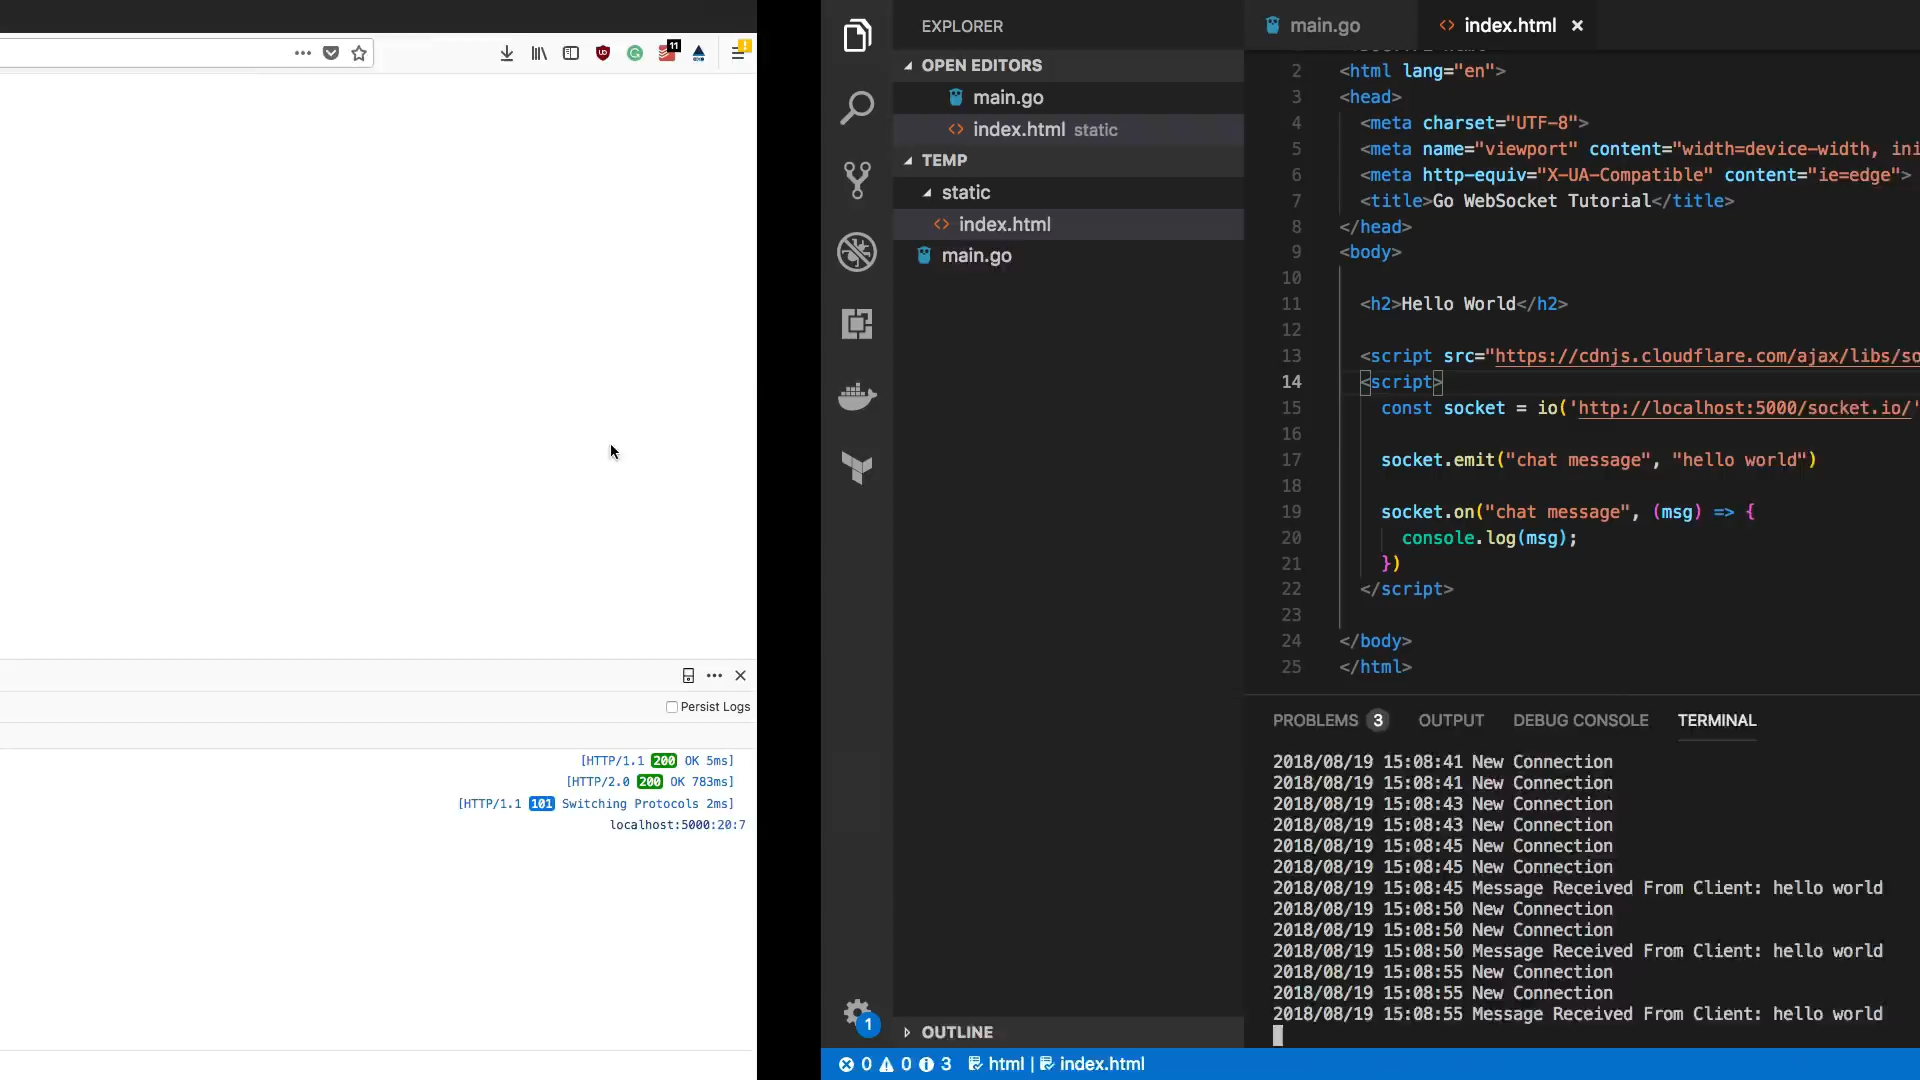 11
Persist Logs
[HTTP/1.1 200 OK 5ms]
[HTTP/2.0 200 OK 783ms]
[HTTP/1.1 101 Switching Protocols 2ms]
localhost:5000:20:7
EXPLORER
OPEN EDITORS
main.go
index.html static
TEMP
static
index.html
main.go
1
OUTLINE
main.go
index.html
2 <html lang="en">
3 <head>
4 <meta charset="UTF-8">
5 <meta name="viewport" content="width=device-width, ini
6 <meta http-equiv="X-UA-Compatible" content="ie=edge">
7 <title>Go WebSocket Tutorial</title>
8 </head>
9 <body>
10
11 <h2>Hello World</h2>
12
13 <script src="https://cdnjs.cloudflare.com/ajax/libs/so
14 <script>
15 const socket = io('http://localhost:5000/socket.io/'
16
17 socket.emit("chat message", "hello world")
18
19 socket.on("chat message", (msg) => {
20 console.log(msg);
21 })
22 </script>
23
24 </body>
25 </html>
PROBLEMS 3 OUTPUT DEBUG CONSOLE TERMINAL
2018/08/19 15:08:41 New Connection
2018/08/19 15:08:41 New Connection
2018/08/19 15:08:43 New Connection
2018/08/19 15:08:43 New Connection
2018/08/19 15:08:45 New Connection
2018/08/19 15:08:45 New Connection
2018/08/19 15:08:45 Message Received From Client: hello world
2018/08/19 15:08:50 New Connection
2018/08/19 15:08:50 New Connection
2018/08/19 15:08:50 Message Received From Client: hello world
2018/08/19 15:08:55 New Connection
2018/08/19 15:08:55 New Connection
2018/08/19 15:08:55 Message Received From Client: hello world
0 0 3 html | index.html